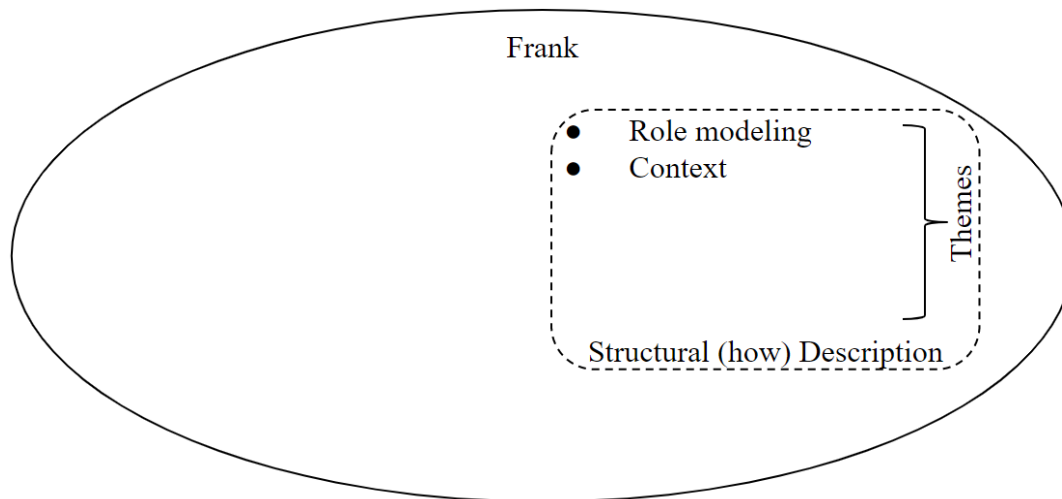 Frank
● Role modeling
● Context
Themes
Structural (how) Description